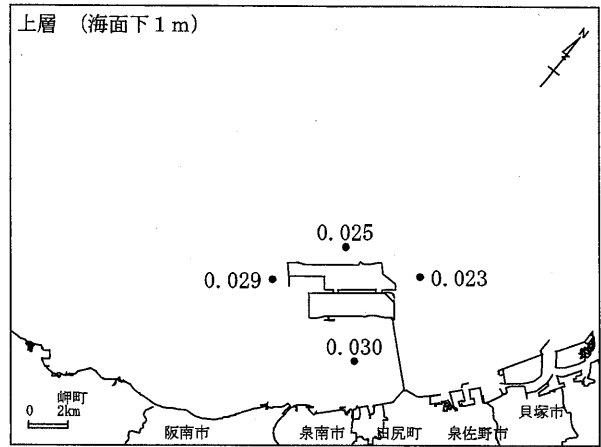 上層 （海面下１ｍ）
N
0.025
0.029
0.023
0.030
岬町
0 2km
阪南市
泉南市
田尻町
泉佐野市
貝塚市